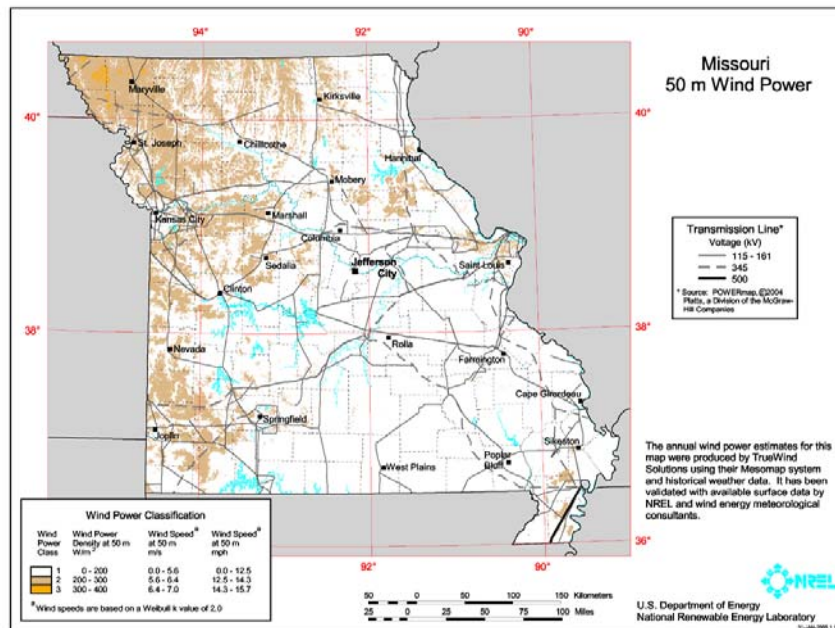 Missouri
50 m Wind Power
94°
92°
90°
40°
40°
38°
38°
36°
92°
90°
Maryville
Kirksville
St. Joseph
Chillicothe
Hannibal
Moberly
Kansas City
Marshall
Columbia
Sedalia
Jefferson
City
Saint Louis
Clinton
Nevada
Rolla
Farmington
Cape Girardeau
Springfield
Joplin
Sikeston
West Plains
Poplar
Bluff
Transmission Line*
Voltage (kV)
115 - 161
345
500
* Source: POWERmap, ©2004
Platts, a Division of the McGraw-
Hill Companies
The annual wind power estimates for this
map were produced by TrueWind
Solutions using their Mesomap system
and historical weather data. It has been
validated with available surface data by
NREL and wind energy meteorological
consultants.
Wind Power Classification
Wind Wind Power Wind Speed a Wind Speed a
Power Density at 50 m at 50 m at 50 m
Class W/m 2 m/s mph
1 0 - 200 0.0 - 5.6 0.0 - 12.5
2 200 - 300 5.6 - 6.4 12.5 - 14.3
3 300 - 400 6.4 - 7.0 14.3 - 15.7
a Wind speeds are based on a Weibull k value of 2.0
50 0 50 100 150 Kilometers
25 0 25 50 75 100 Miles
NREL
U.S. Department of Energy
National Renewable Energy Laboratory